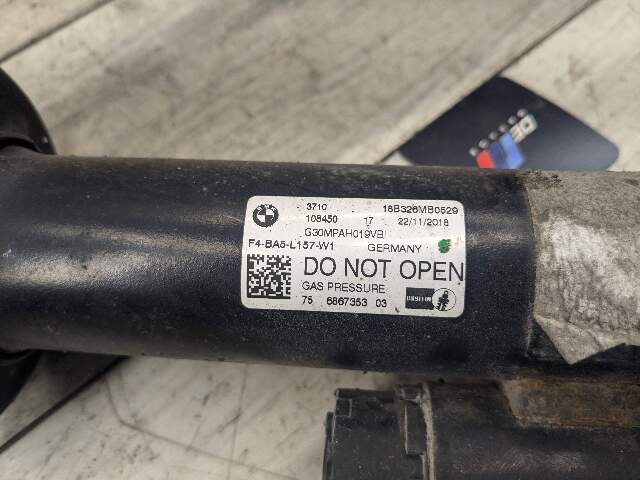 3710 18B326MB0529
108450 17 22/11/2018
G30MPAH019VB
F4-BA5-L157-W1 GERMANY
DO NOT OPEN
GAS PRESSURE
75 6867353 03